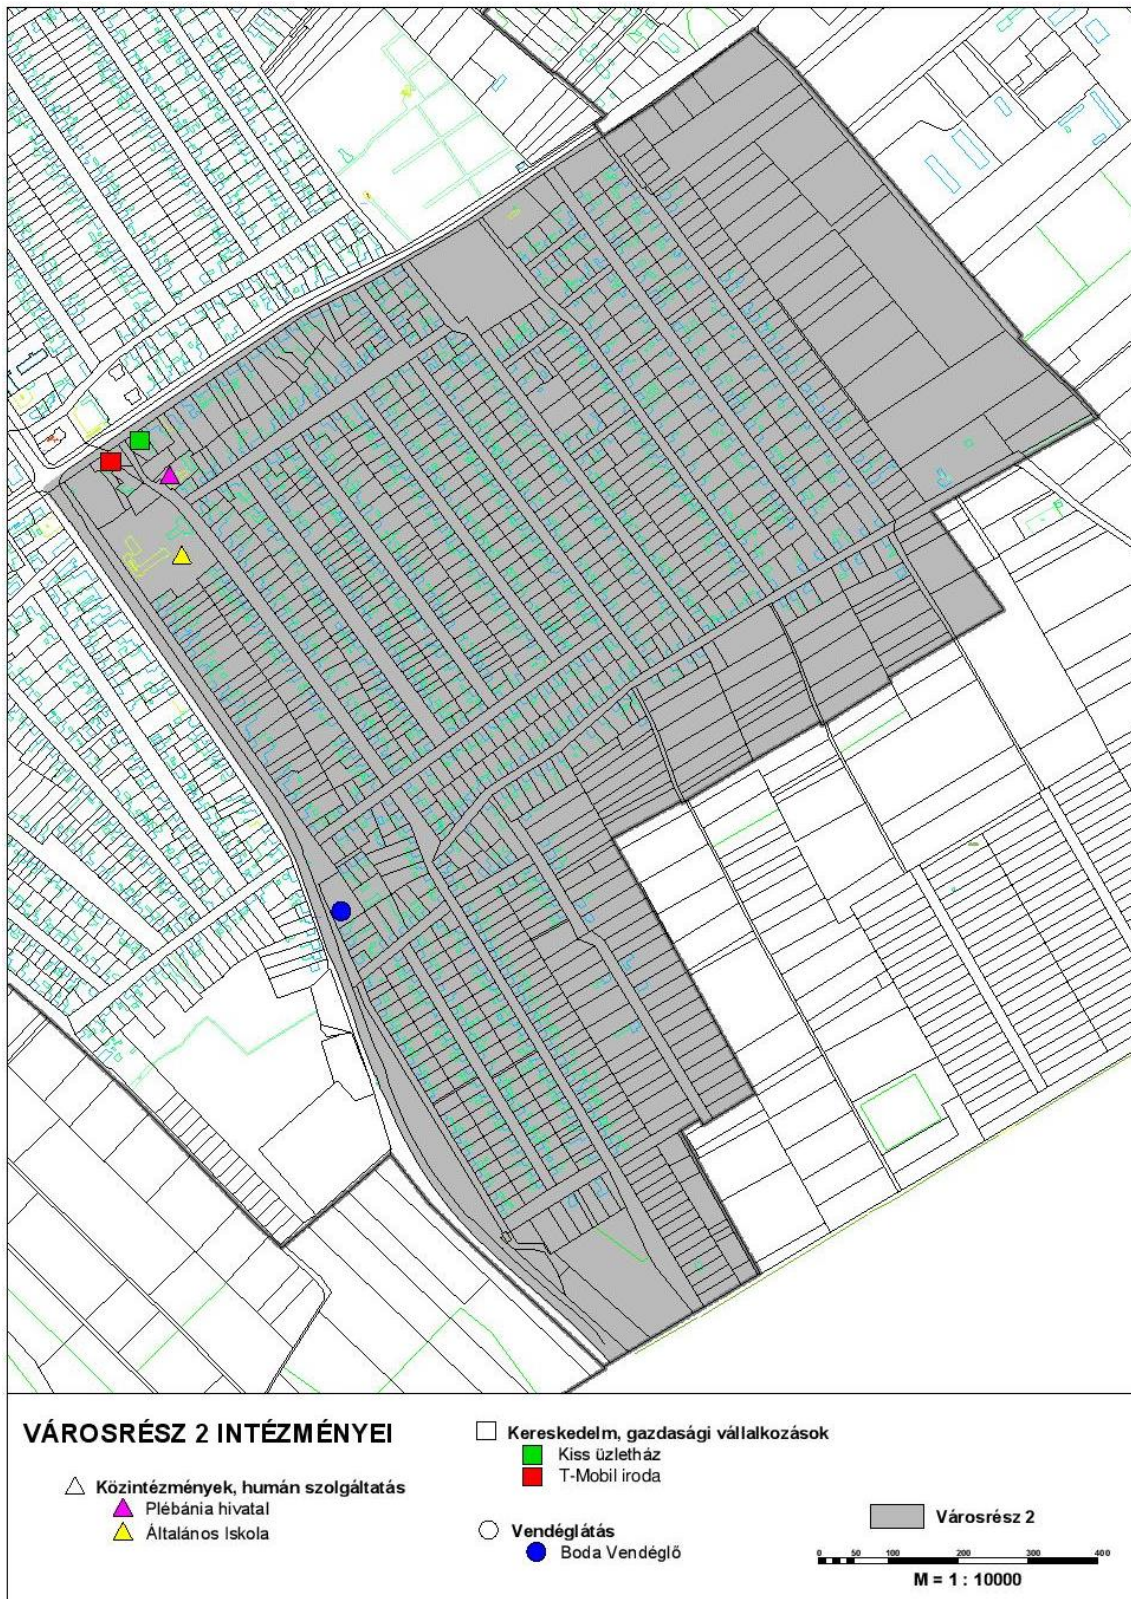 VÁROSRÉSZ 2 INTÉZMÉNYEI
Közintézmények, humán szolgáltatás
Plébánia hivatal
Általános Iskola
Kereskedelm, gazdasági vállalkozások
Kiss üzletház
T-Mobil iroda
Vendéglátás
Boda Vendéglő
Városrész 2
0 50 100 200 300 400
M = 1 : 10000